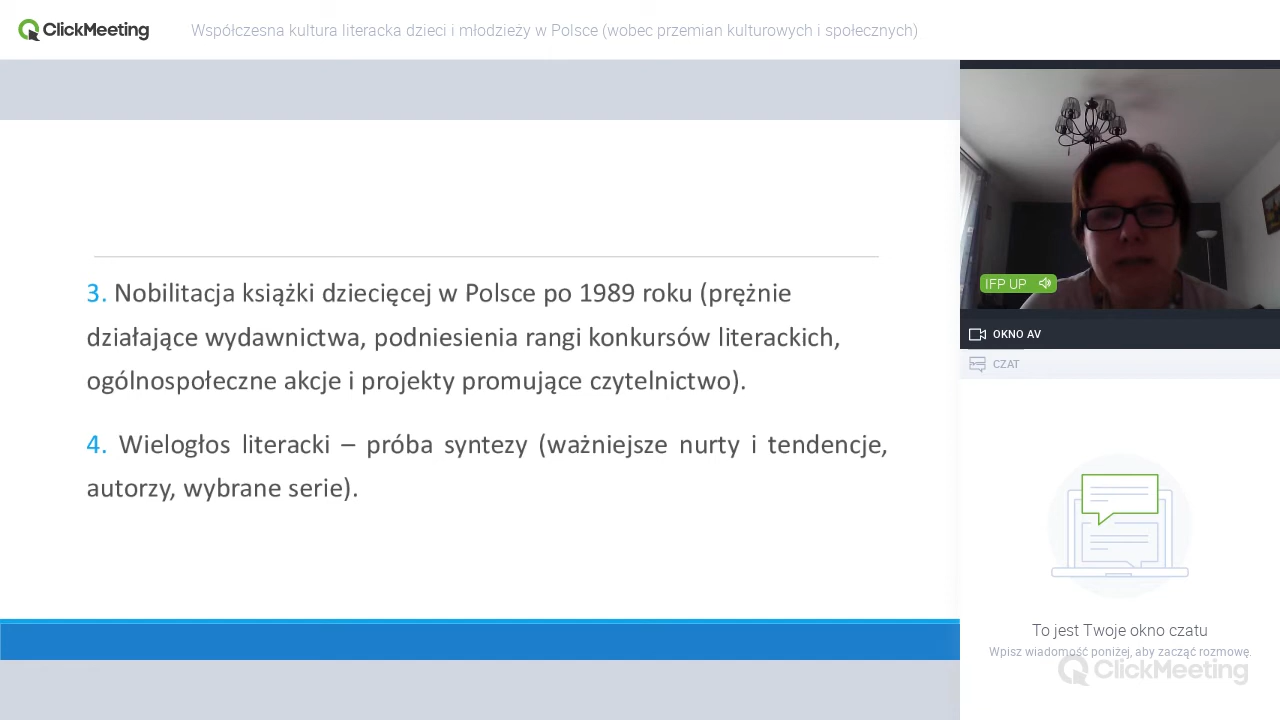 ClickMeeting
Współczesna kultura literacka dzieci i młodzieży w Polsce (wobec przemian kulturowych i społecznych)
3. Nobilitacja książki dziecięcej w Polsce po 1989 roku (prężnie
działające wydawnictwa, podniesienia rangi konkursów literackich,
ogólnospołeczne akcje i projekty promujące czytelnictwo).
4. Wielogłos literacki – próba syntezy (ważniejsze nurty i tendencje,
autorzy, wybrane serie).
IFP UP
OKNO AV
CZAT
To jest Twoje okno czatu
Wpisz wiadomość poniżej, aby zacząć rozmowę.
ClickMeeting